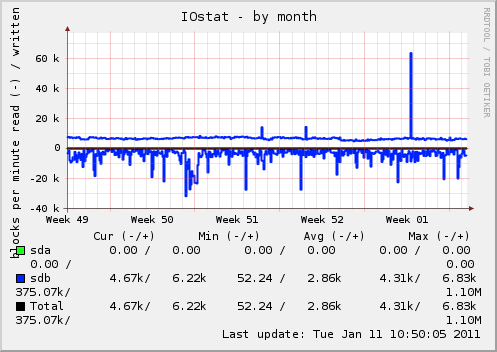 IOstat - by month
RRDTOOL / TOBI OETIKER
blocks per minute read (-) / written
60 k
40 k
20 k
0
-20 k
-40 k
Week 49 Week 50 Week 51 Week 52 Week 01
Cur (-/+) Min (-/+) Avg (-/+) Max (-/+)
sda 0.00 / 0.00 0.00 / 0.00 0.00 / 0.00 
0.00 / 0.00
sdb 4.67k/ 6.22k 52.24 / 2.86k 4.31k/ 6.83k
375.07k/ 1.10M
Total 4.67k/ 6.22k 52.24 / 2.86k 4.31k/ 6.83k
375.07k/ 1.10M
Last update: Tue Jan 11 10:50:05 2011